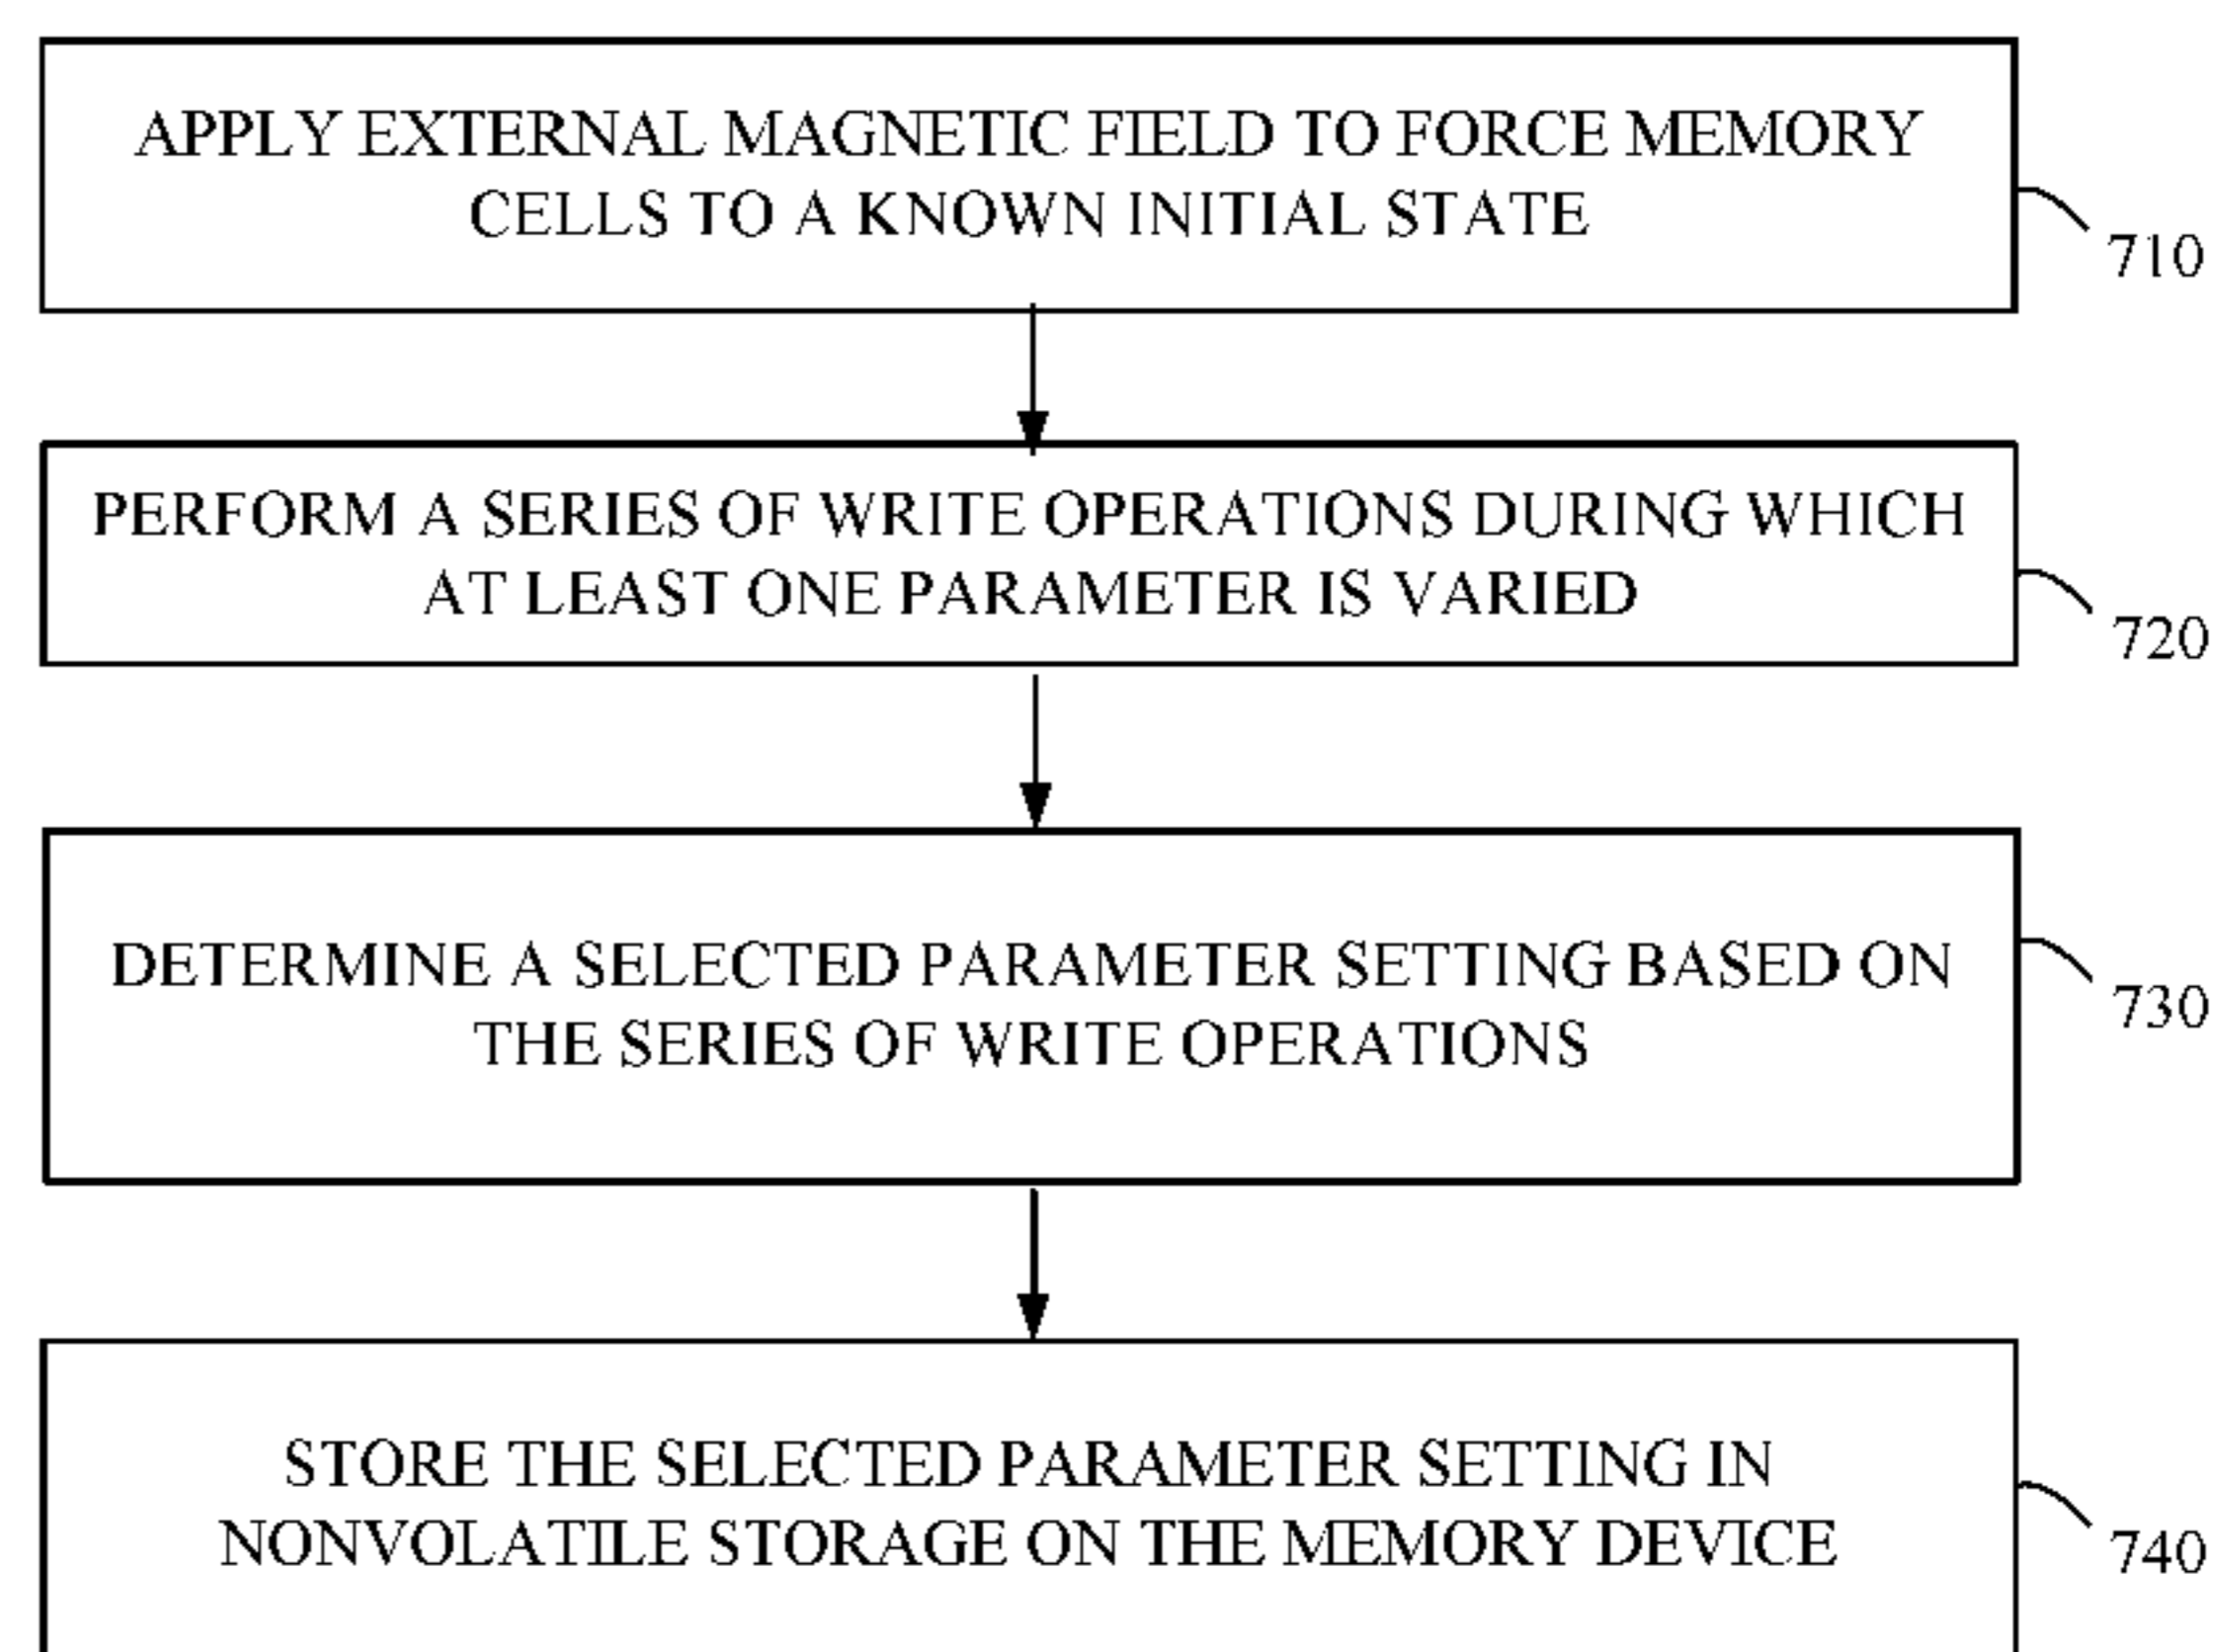 APPLY EXTERNAL MAGNETIC FIELD TO FORCE MEMORY
CELLS TO A KNOWN INITIAL STATE
710
PERFORM A SERIES OF WRITE OPERATIONS DURING WHICH
AT LEAST ONE PARAMETER IS VARIED
720
DETERMINE A SELECTED PARAMETER SETTING BASED ON
THE SERIES OF WRITE OPERATIONS
730
STORE THE SELECTED PARAMETER SETTING IN
NONVOLATILE STORAGE ON THE MEMORY DEVICE
740